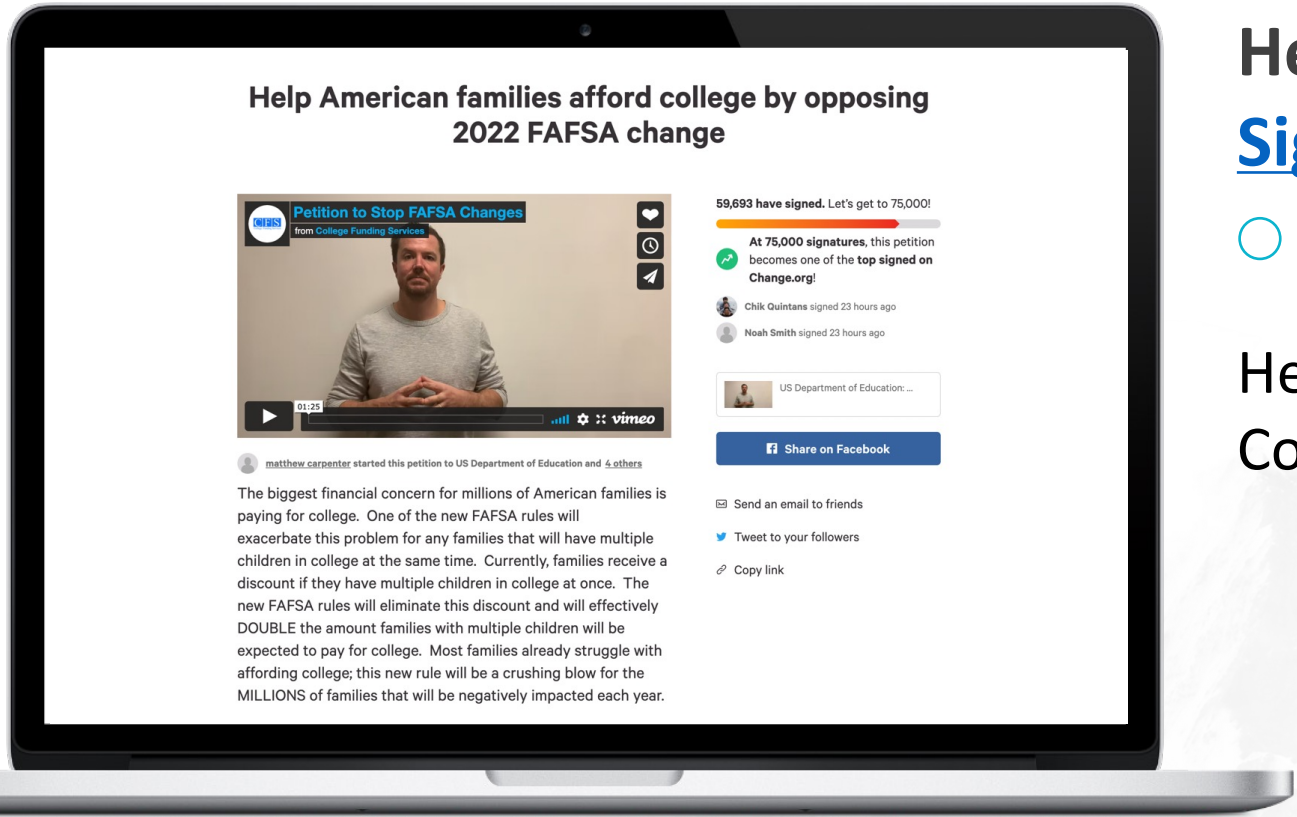 Help American families afford college by opposing
2022 FAFSA change
CFS
Petition to Stop FAFSA Changes
from College Funding Services
01:25
vimeo
matthew carpenter started this petition to US Department of Education and 4 others
The biggest financial concern for millions of American families is
paying for college. One of the new FAFSA rules will
exacerbate this problem for any families that will have multiple
children in college at the same time. Currently, families receive a
discount if they have multiple children in college at once. The
new FAFSA rules will eliminate this discount and will effectively
DOUBLE the amount families with multiple children will be
expected to pay for college. Most families already struggle with
affording college; this new rule will be a crushing blow for the
MILLIONS of families that will be negatively impacted each year.
59,693 have signed. Let's get to 75,000!
At 75,000 signatures, this petition
becomes one of the top signed on
Change.org!
Chik Quintans signed 23 hours ago
Noah Smith signed 23 hours ago
US Department of Education: ...
Share on Facebook
Send an email to friends
Tweet to your followers
Copy link
He
Sig
He
Co